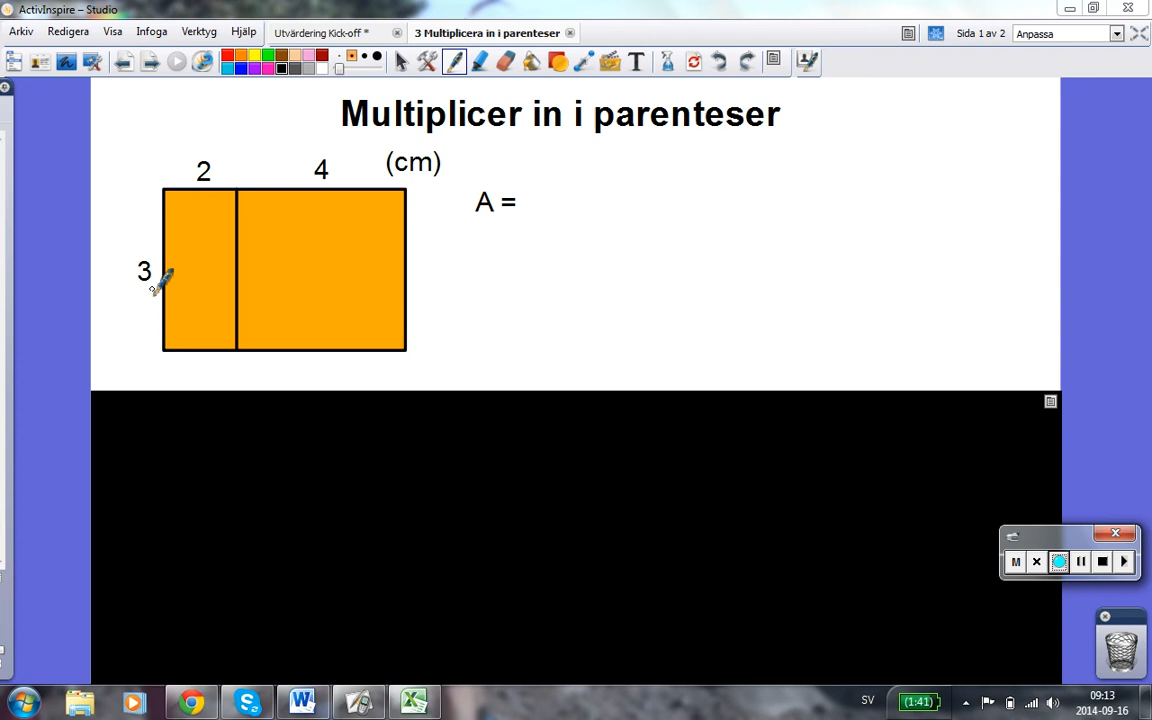 ActivInspire – Studio
Arkiv Redigera Visa Infoga Verktyg Hjälp
Utvärdering Kick-off *
3 Multiplicera in i parenteser
Sida 1 av 2
Anpassa
Multiplicer in i parenteser
2 4 (cm)
A =
3
M
SV
(1:41)
09:13
2014-09-16